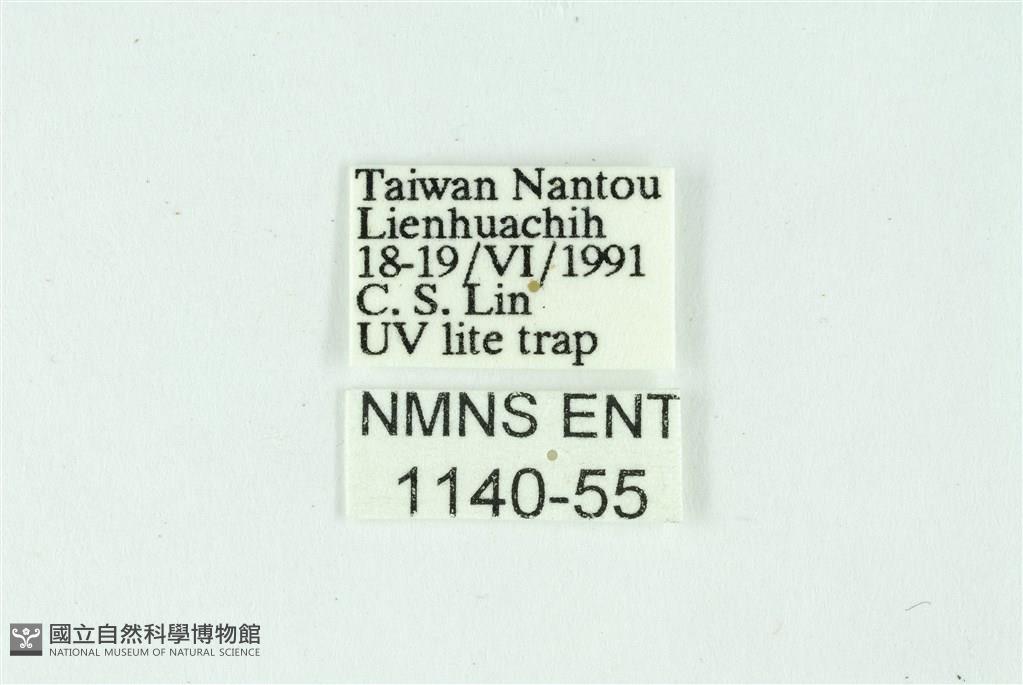 Taiwan Nantou
Lienhuachih
18-19/VI/1991
C. S. Lin
UV lite trap
NMNS ENT
1140-55
國立自然科學博物館
NATIONAL MUSEUM OF NATURAL SCIENCE